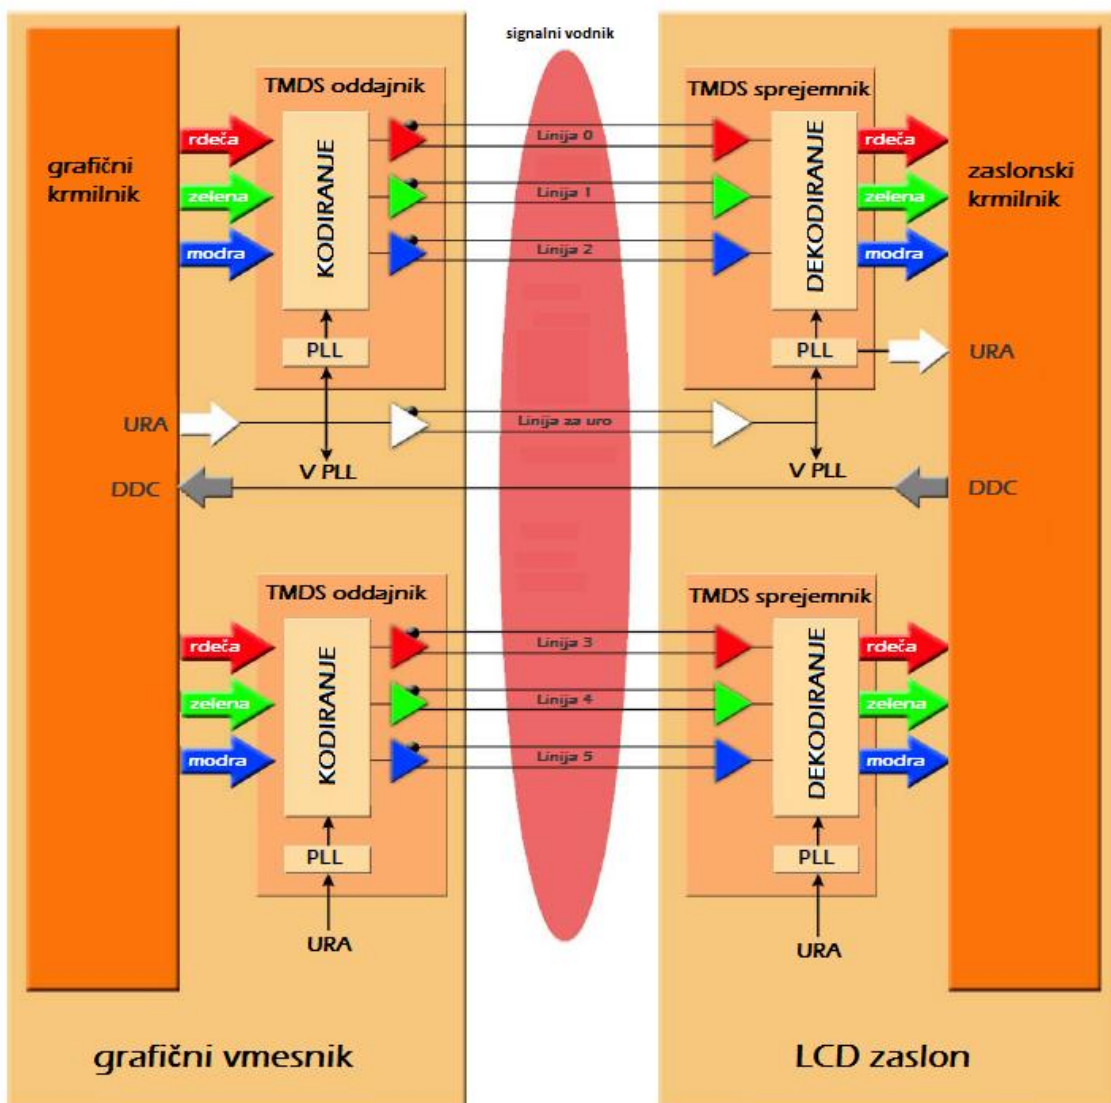 signalni vodnik
TMDS oddajnik
TMDS sprejemnik
grafični
krmilnik
rdeča
zelena
modra
KODIRANJE
PLL
Linija 0
Linija 1
Linija 2
DEKODIRANJE
PLL
rdeča
zelena
modra
zaslonski
krmilnik
URA
URA
Linija za uro
V PLL
V PLL
DDC
DDC
TMDS oddajnik
TMDS sprejemnik
rdeča
zelena
modra
KODIRANJE
PLL
URA
Linija 3
Linija 4
Linija 5
DEKODIRANJE
PLL
URA
rdeča
zelena
modra
grafični vmesnik
LCD zaslon